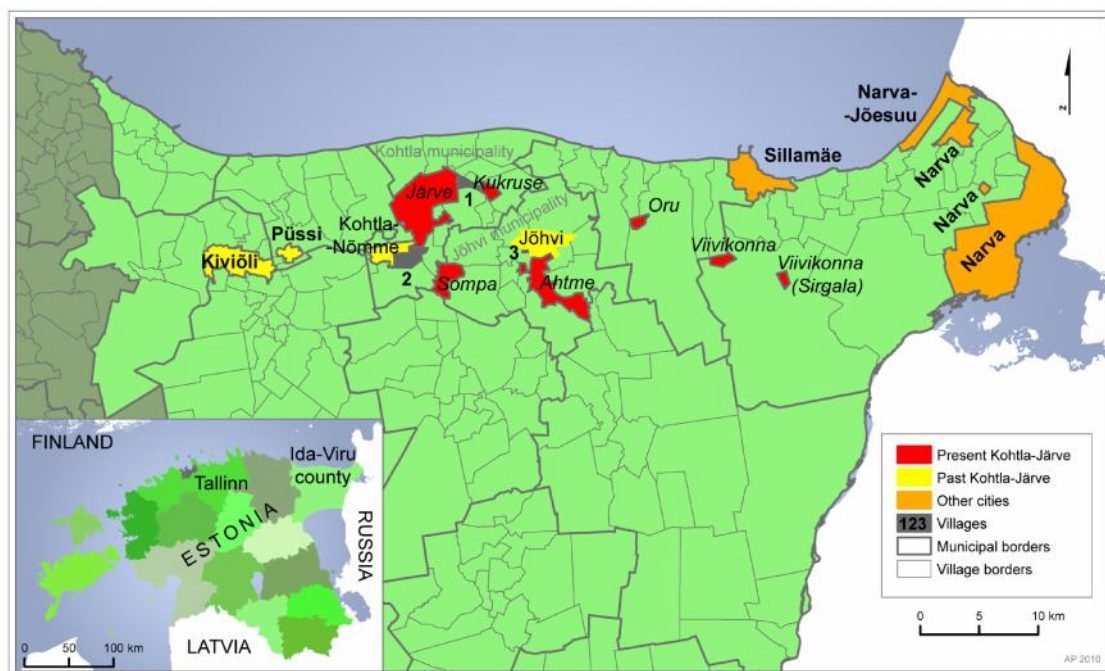 Narva-
-Jõesuu
z
Sillamäe
Narva
Narva
Narva
Kohtla municipality
Järve
Kukruse
1
Oru
Jõhvi municipality
Kohtla-
Nõmme
Püssi
Jõhvi
3
Kiviõli
2
Sompa
Ahtme
Viivikonna
Viivikonna
(Sirgala)
FINLAND
Ida-Viru
county
Tallinn
ESTONIA
RUSSIA
LATVIA
0 50 100 km
Present Kohtla-Järve
Past Kohtla-Järve
Other cities
123 Villages
Municipal borders
Village borders
0 5 10 km
AP 2010